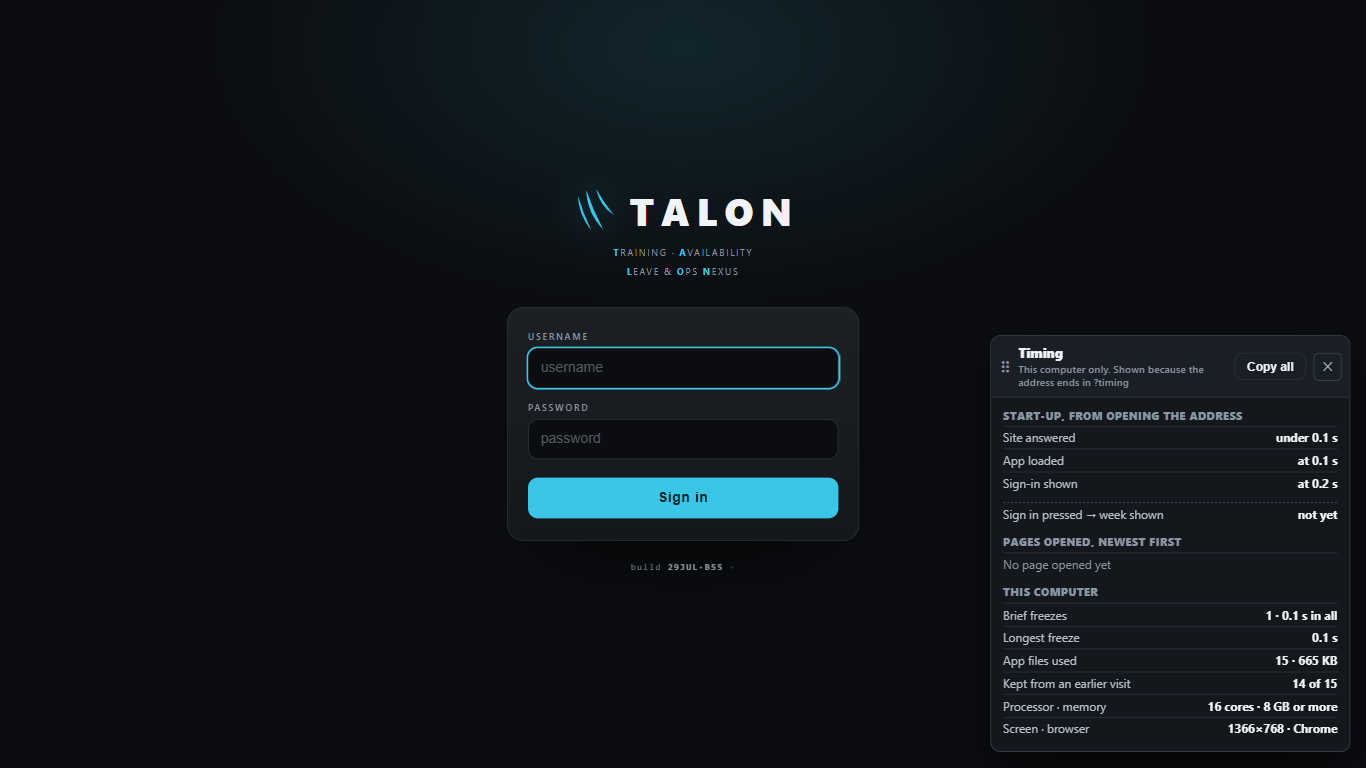 TALON
TRAINING · AVAILABILITY
LEAVE & OPS NEXUS
USERNAME
username
PASSWORD
password
Sign in
build 29JUL·B55 ·
Timing
This computer only. Shown because the
address ends in ?timing
Copy all
START-UP, FROM OPENING THE ADDRESS
Site answered under 0.1 s
App loaded at 0.1 s
Sign-in shown at 0.2 s
Sign in pressed → week shown not yet
PAGES OPENED, NEWEST FIRST
No page opened yet
THIS COMPUTER
Brief freezes 1 · 0.1 s in all
Longest freeze 0.1 s
App files used 15 · 665 KB
Kept from an earlier visit 14 of 15
Processor · memory 16 cores · 8 GB or more
Screen · browser 1366×768 · Chrome